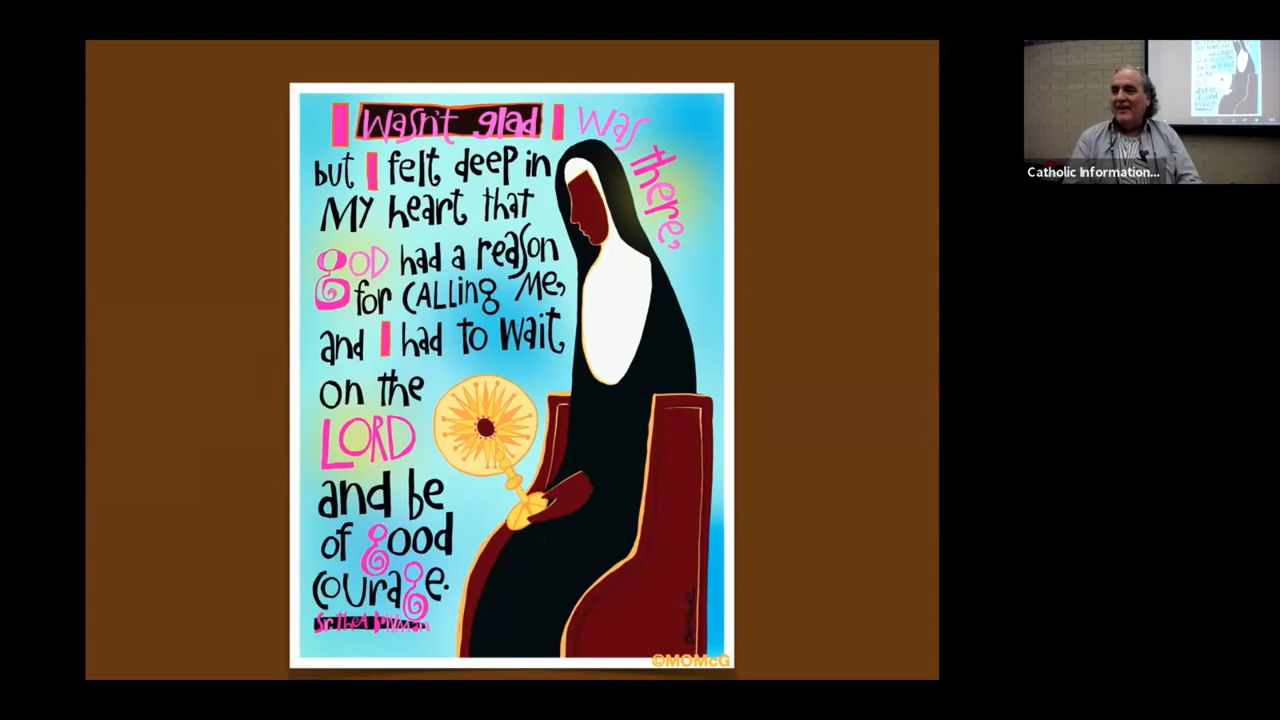 I wasn't glad I was there,
but I felt deep in
My heart that
goD had a reason
for CALLing Me,
and I had to wait
on the
LORD
and be
of good
courage.
Sr. Thea Bowman
©MOMcG
Catholic Information...